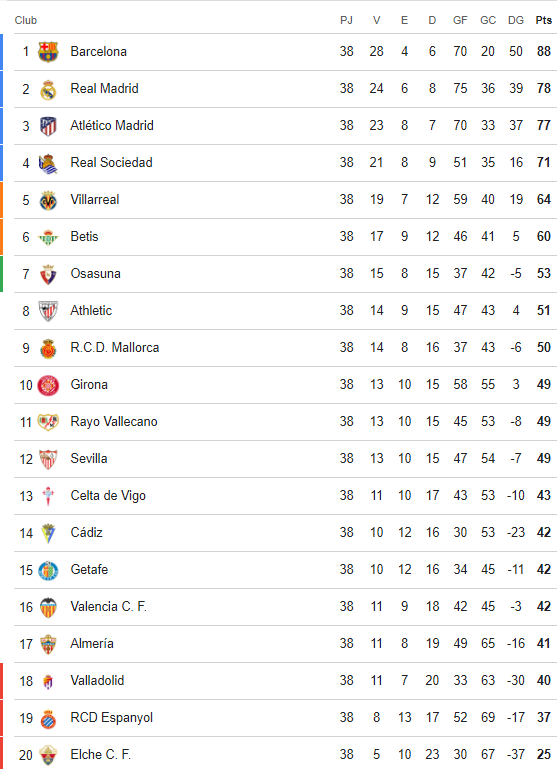 Club PJ V E D GF GC DG Pts
1 Barcelona 38 28 4 6 70 20 50 88
2 Real Madrid 38 24 6 8 75 36 39 78
3 Atlético Madrid 38 23 8 7 70 33 37 77
4 Real Sociedad 38 21 8 9 51 35 16 71
5 Villarreal 38 19 7 12 59 40 19 64
6 Betis 38 17 9 12 46 41 5 60
7 Osasuna 38 15 8 15 37 42 -5 53
8 Athletic 38 14 9 15 47 43 4 51
9 R.C.D. Mallorca 38 14 8 16 37 43 -6 50
10 Girona 38 13 10 15 58 55 3 49
11 Rayo Vallecano 38 13 10 15 45 53 -8 49
12 Sevilla 38 13 10 15 47 54 -7 49
13 Celta de Vigo 38 11 10 17 43 53 -10 43
14 Cádiz 38 10 12 16 30 53 -23 42
15 Getafe 38 10 12 16 34 45 -11 42
16 Valencia C. F. 38 11 9 18 42 45 -3 42
17 Almería 38 11 8 19 49 65 -16 41
18 Valladolid 38 11 7 20 33 63 -30 40
19 RCD Espanyol 38 8 13 17 52 69 -17 37
20 Elche C. F. 38 5 10 23 30 67 -37 25